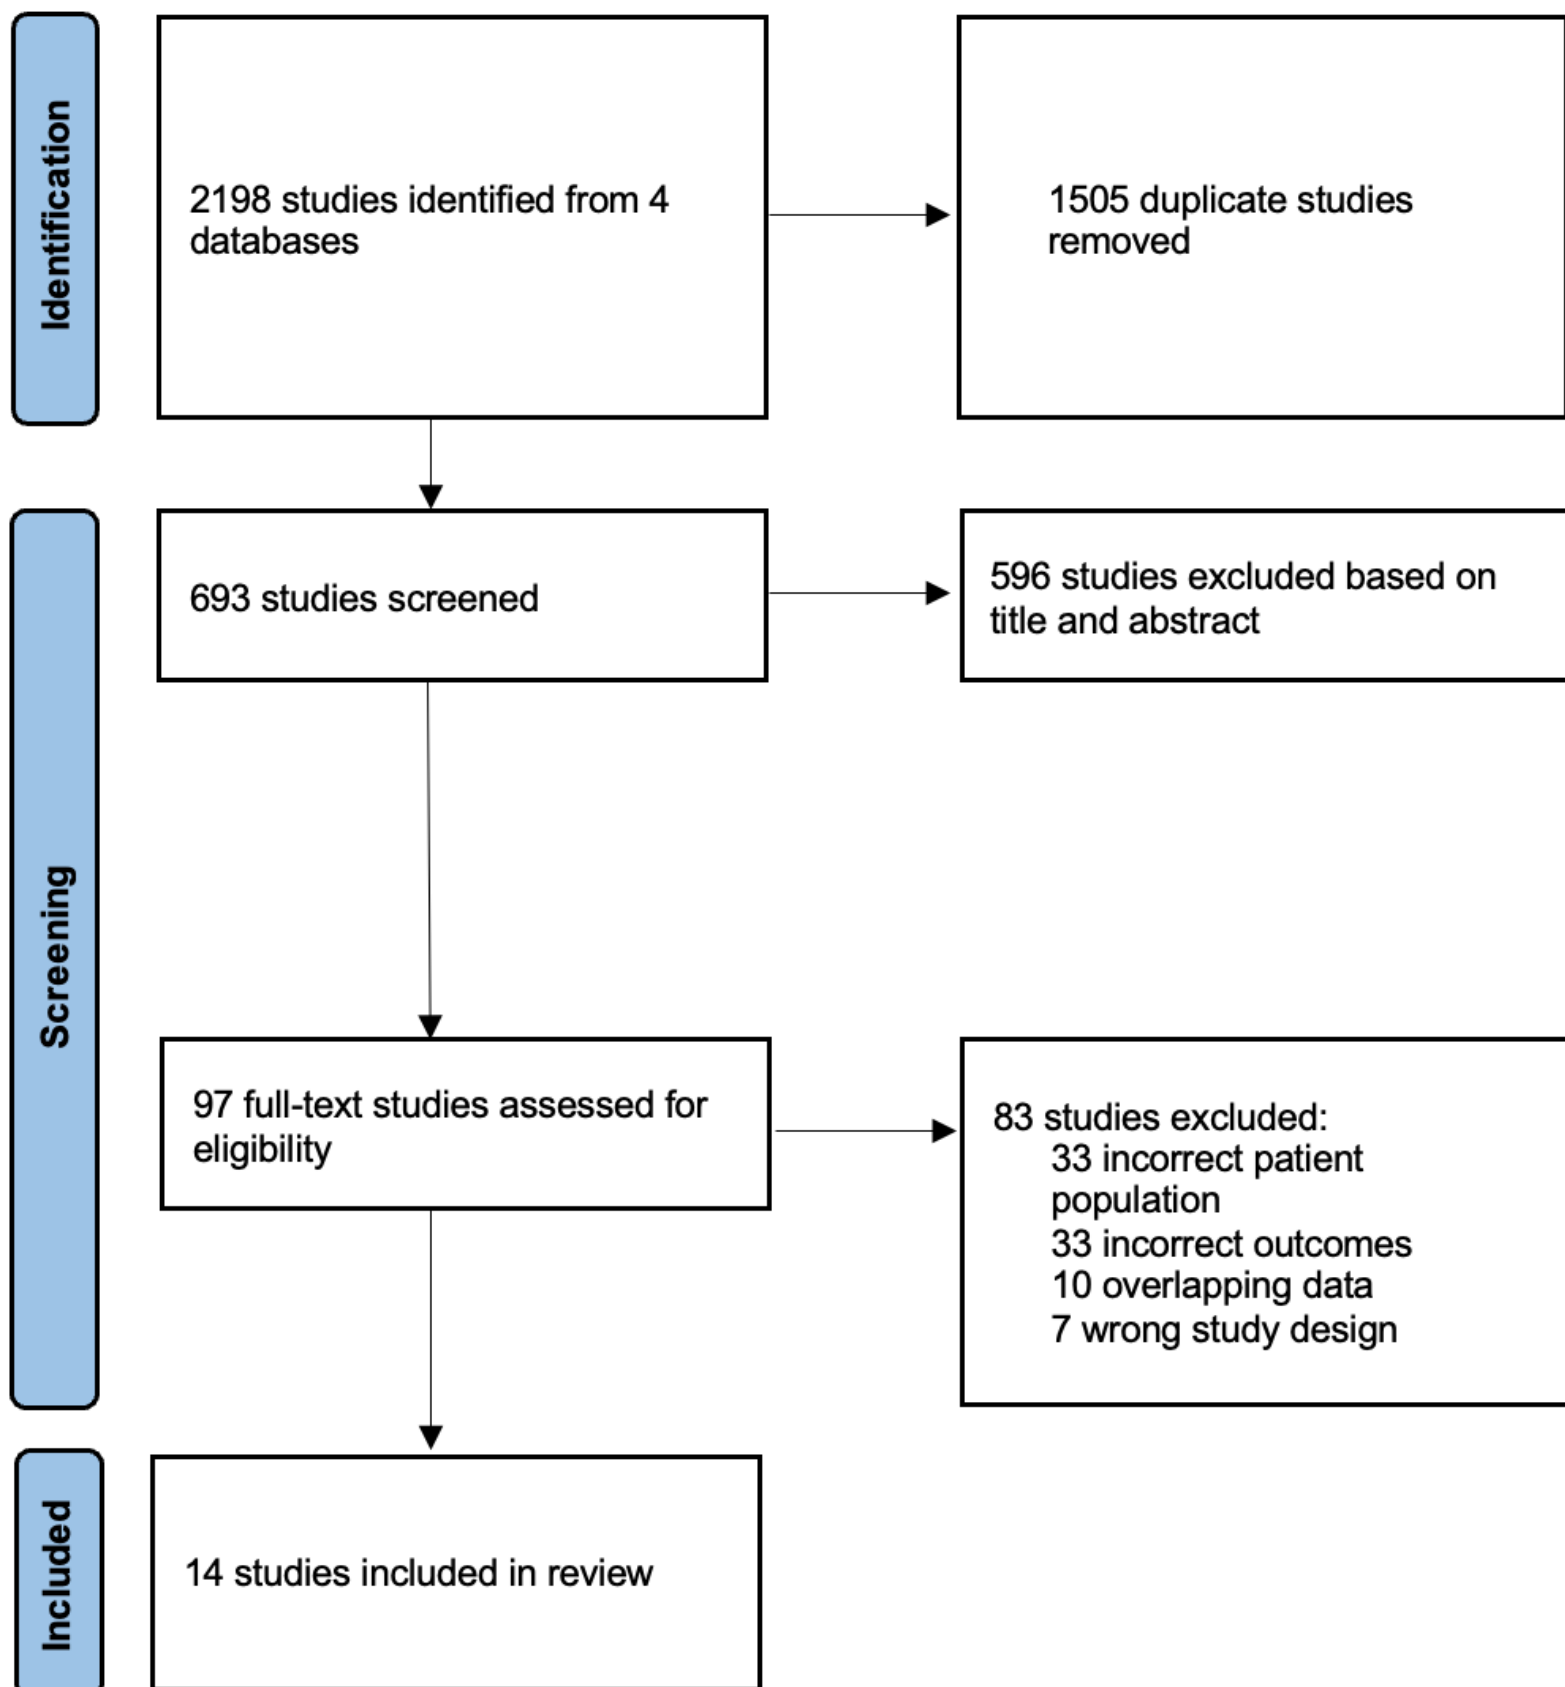 Identification
2198 studies identified from 4
databases
1505 duplicate studies
removed
Screening
693 studies screened
596 studies excluded based on
title and abstract
97 full-text studies assessed for
eligibility
83 studies excluded:
33 incorrect patient
population
33 incorrect outcomes
10 overlapping data
7 wrong study design
Included
14 studies included in review